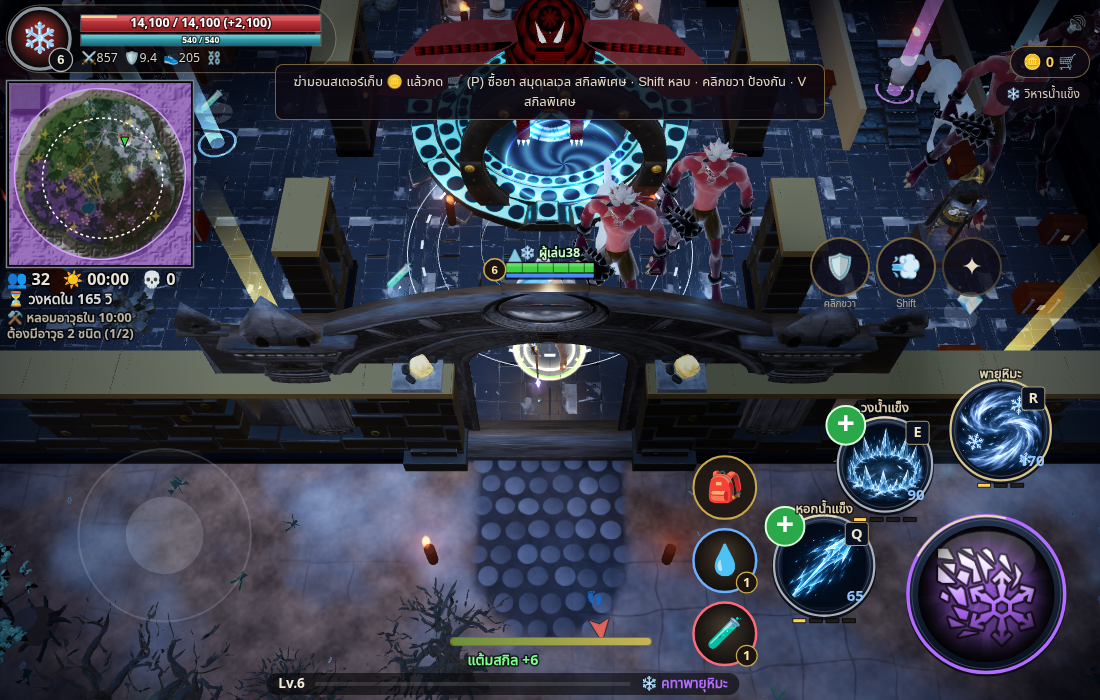 14,100 / 14,100 (+2,100)
540 / 540
6
857 9.4 205
ฆ่ามอนสเตอร์เก็บ แล้วกด (P) ซื้อยา สมุดเลเวล สกิลพิเศษ · Shift หลบ · คลิกขวา ป้องกัน · V
สกิลพิเศษ
0
วิหารน้ำแข็ง
32 00:00 0
วงหดใน 165 วิ
หลอมอาวุธใน 10:00
ต้องมีอาวุธ 2 ชนิด (1/2)
ผู้เล่น38
6
คลิกขวา
Shift
พายุหิมะ
R
170
วงน้ำแข็ง
+
E
90
หอกน้ำแข็ง
+
Q
65
1
1
แต้มสกิล +6
Lv.6
คทาพายุหิมะ